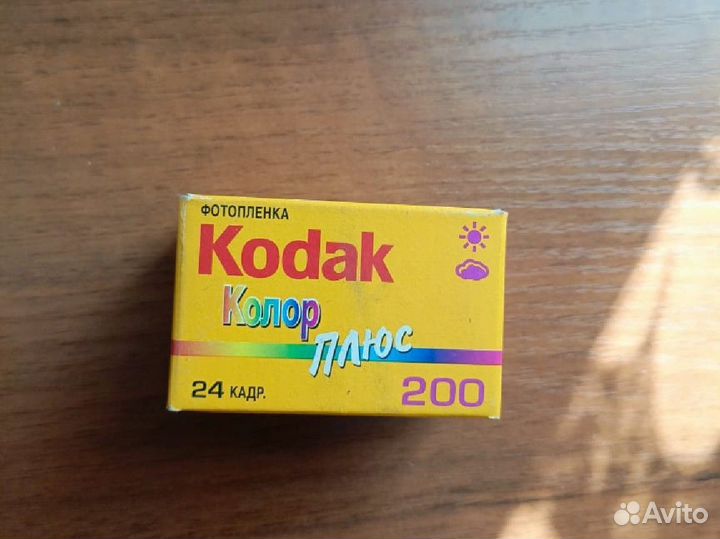 ФОТОПЛЕНКА
Kodak
Колор
плюс
24 КАДР.
200
Avito